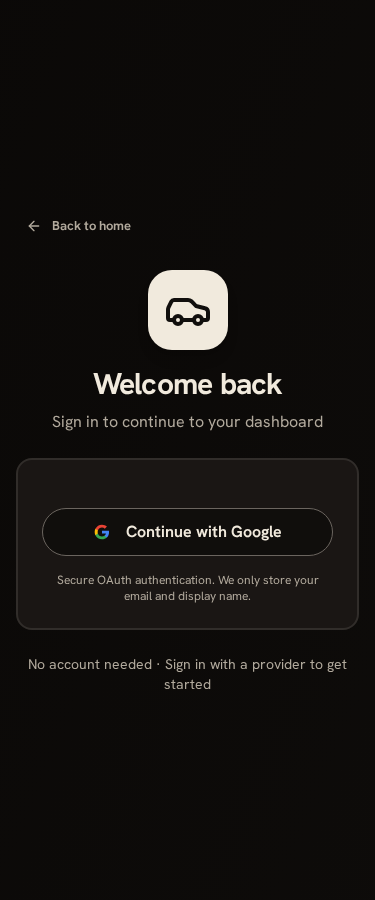 Back to home
Welcome back
Sign in to continue to your dashboard
Continue with Google
Secure OAuth authentication. We only store your
email and display name.
No account needed · Sign in with a provider to get
started